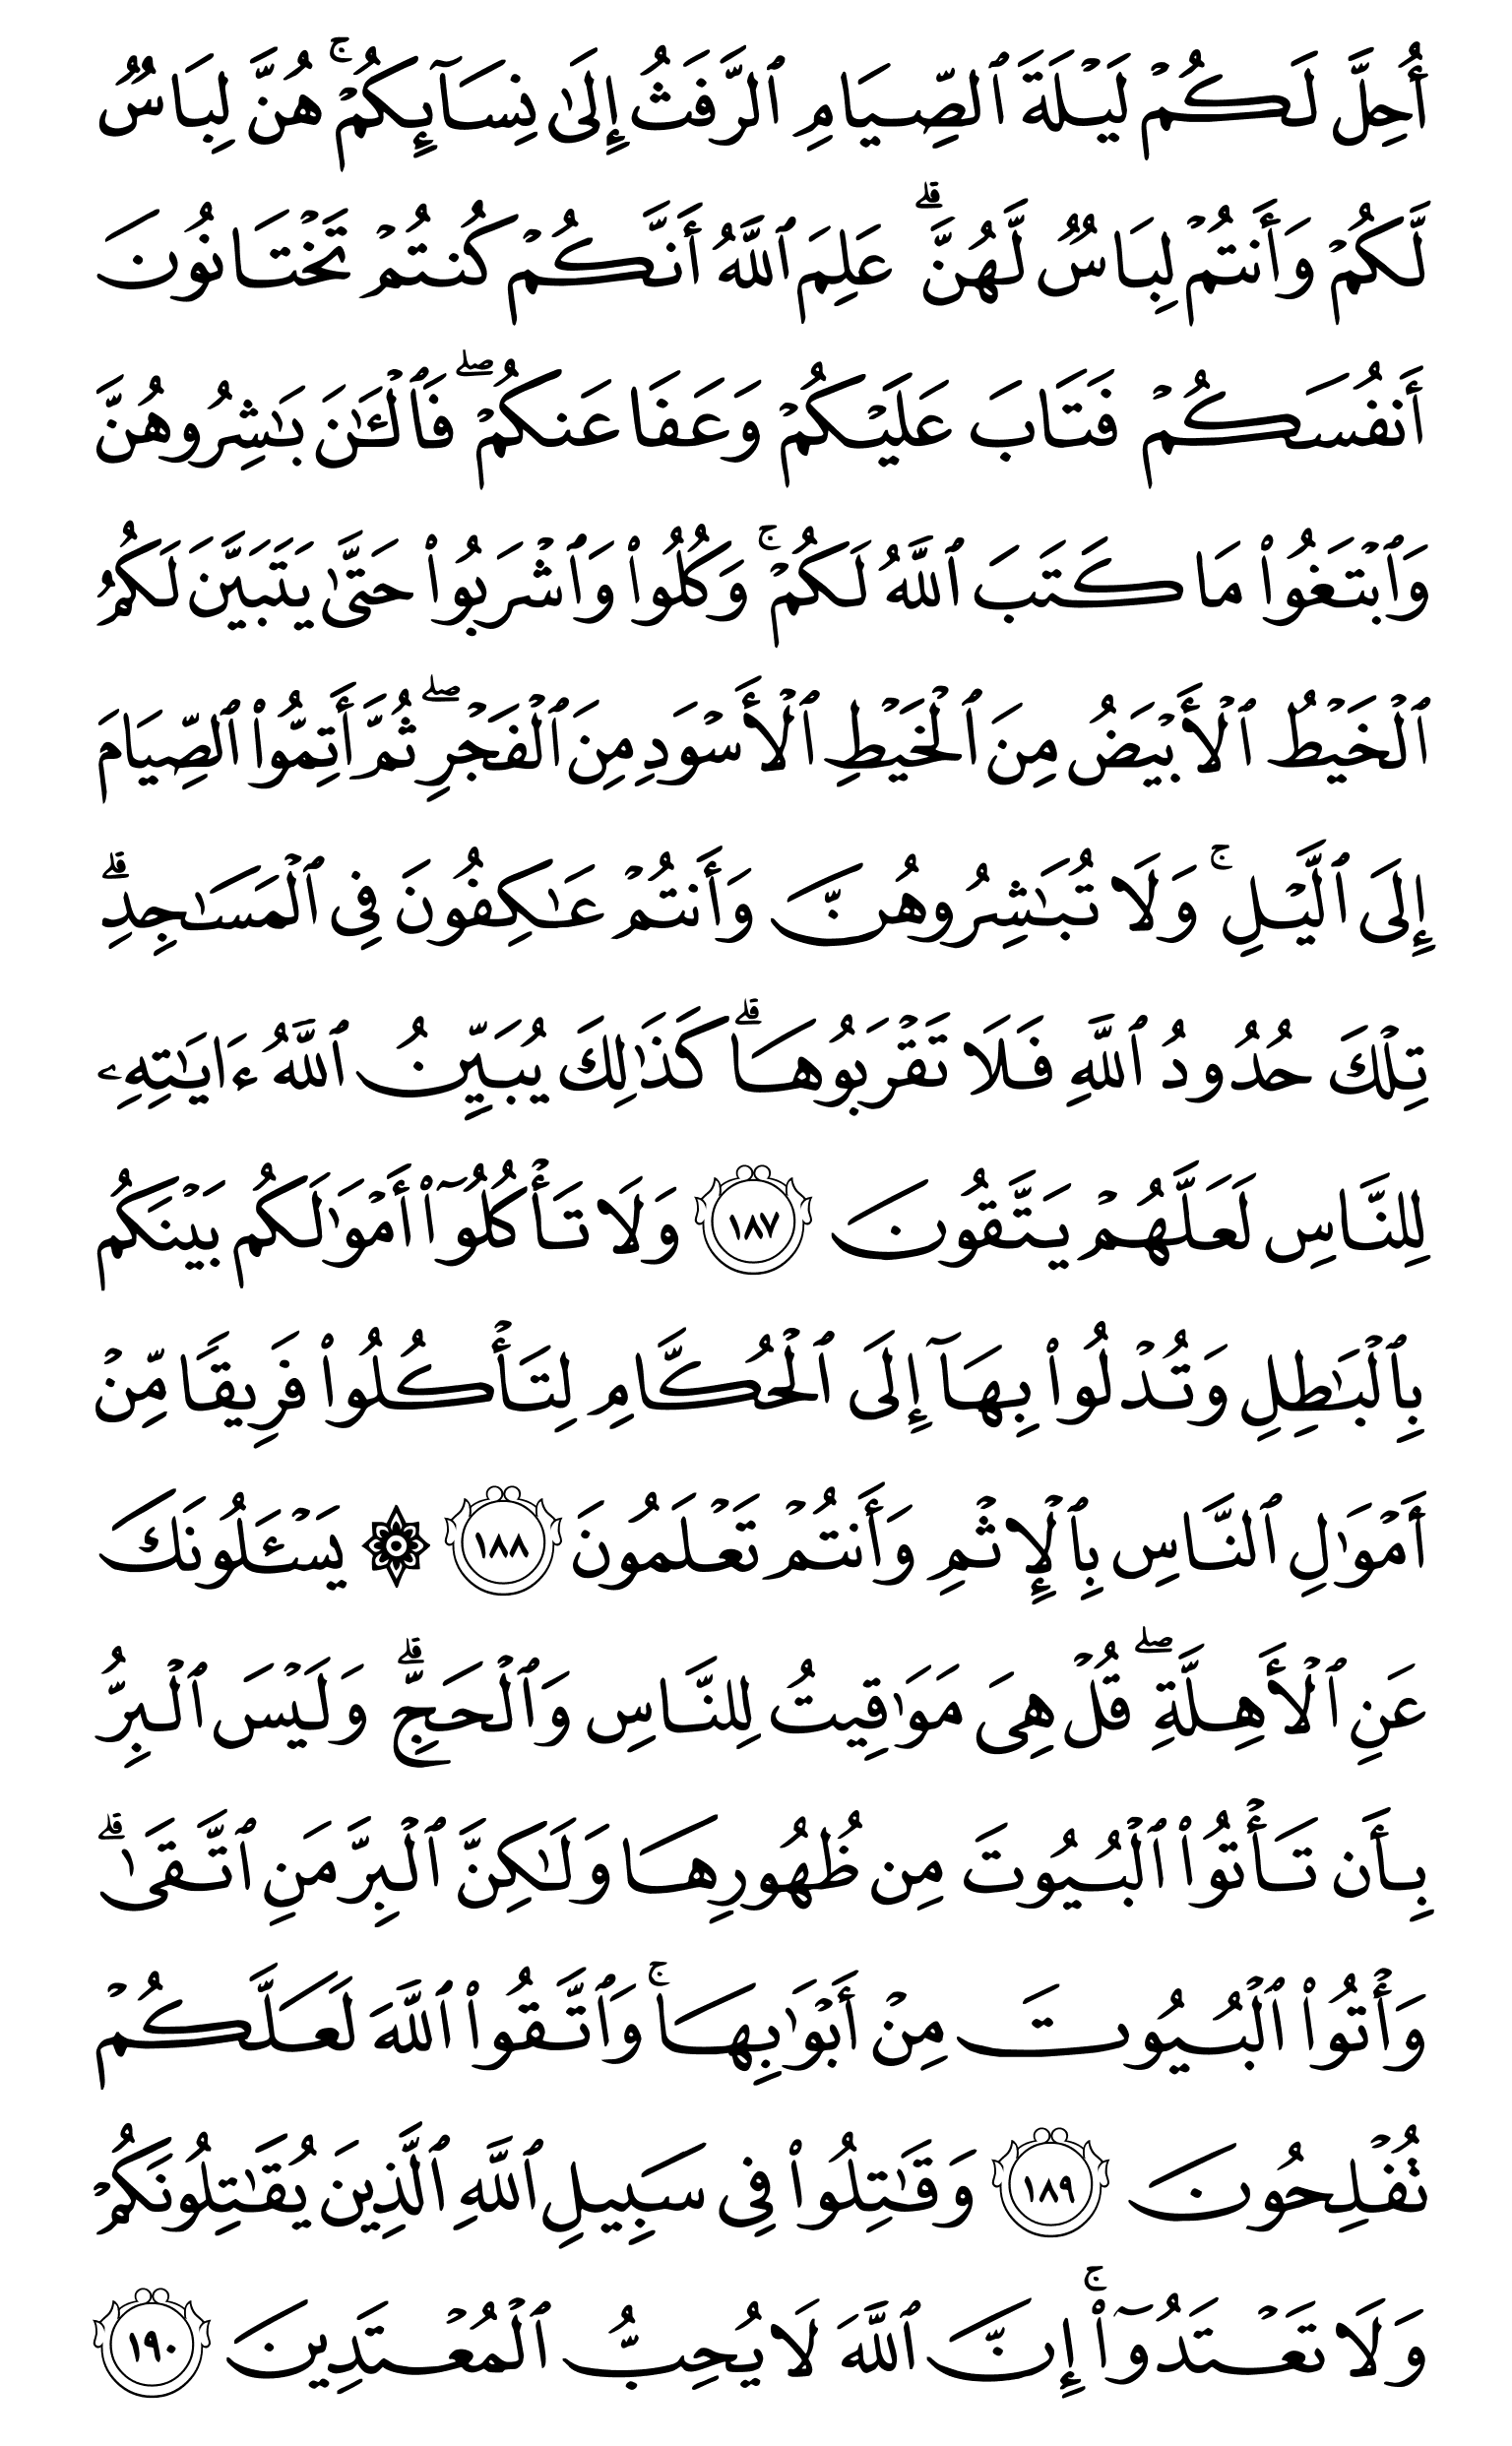 أُحِلَّ لَكُمۡ لَيۡلَةَ ٱلصِّيَامِ ٱلرَّفَثُ إِلَىٰ نِسَآئِكُمۡۚ هُنَّ لِبَاسٞ
لَّكُمۡ وَأَنتُمۡ لِبَاسٞ لَّهُنَّۗ عَلِمَ ٱللَّهُ أَنَّكُمۡ كُنتُمۡ تَخۡتَانُونَ
أَنفُسَكُمۡ فَتَابَ عَلَيۡكُمۡ وَعَفَا عَنكُمۡۖ فَٱلۡـَٰٔنَ بَٰشِرُوهُنَّ
وَٱبۡتَغُواْ مَا كَتَبَ ٱللَّهُ لَكُمۡۚ وَكُلُواْ وَٱشۡرَبُواْ حَتَّىٰ يَتَبَيَّنَ لَكُمُ
ٱلۡخَيۡطُ ٱلۡأَبۡيَضُ مِنَ ٱلۡخَيۡطِ ٱلۡأَسۡوَدِ مِنَ ٱلۡفَجۡرِۖ ثُمَّ أَتِمُّواْ ٱلصِّيَامَ
إِلَى ٱلَّيۡلِۚ وَلَا تُبَٰشِرُوهُنَّ وَأَنتُمۡ عَٰكِفُونَ فِي ٱلۡمَسَٰجِدِۗ
تِلۡكَ حُدُودُ ٱللَّهِ فَلَا تَقۡرَبُوهَاۗ كَذَٰلِكَ يُبَيِّنُ ٱللَّهُ ءَايَٰتِهِۦ
لِلنَّاسِ لَعَلَّهُمۡ يَتَّقُونَ ١٨٧ وَلَا تَأۡكُلُوٓاْ أَمۡوَٰلَكُم بَيۡنَكُم
بِٱلۡبَٰطِلِ وَتُدۡلُواْ بِهَآ إِلَى ٱلۡحُكَّامِ لِتَأۡكُلُواْ فَرِيقٗا مِّنۡ
أَمۡوَٰلِ ٱلنَّاسِ بِٱلۡإِثۡمِ وَأَنتُمۡ تَعۡلَمُونَ ١٨٨ ۞ يَسۡـَٔلُونَكَ
عَنِ ٱلۡأَهِلَّةِۖ قُلۡ هِيَ مَوَٰقِيتُ لِلنَّاسِ وَٱلۡحَجِّۗ وَلَيۡسَ ٱلۡبِرُّ
بِأَن تَأۡتُواْ ٱلۡبُيُوتَ مِن ظُهُورِهَا وَلَٰكِنَّ ٱلۡبِرَّ مَنِ ٱتَّقَىٰۗ
وَأۡتُواْ ٱلۡبُيُوتَ مِنۡ أَبۡوَٰبِهَاۚ وَٱتَّقُواْ ٱللَّهَ لَعَلَّكُمۡ
تُفۡلِحُونَ ١٨٩ وَقَٰتِلُواْ فِي سَبِيلِ ٱللَّهِ ٱلَّذِينَ يُقَٰتِلُونَكُمۡ
وَلَا تَعۡتَدُوٓاْۚ إِنَّ ٱللَّهَ لَا يُحِبُّ ٱلۡمُعۡتَدِينَ ١٩٠